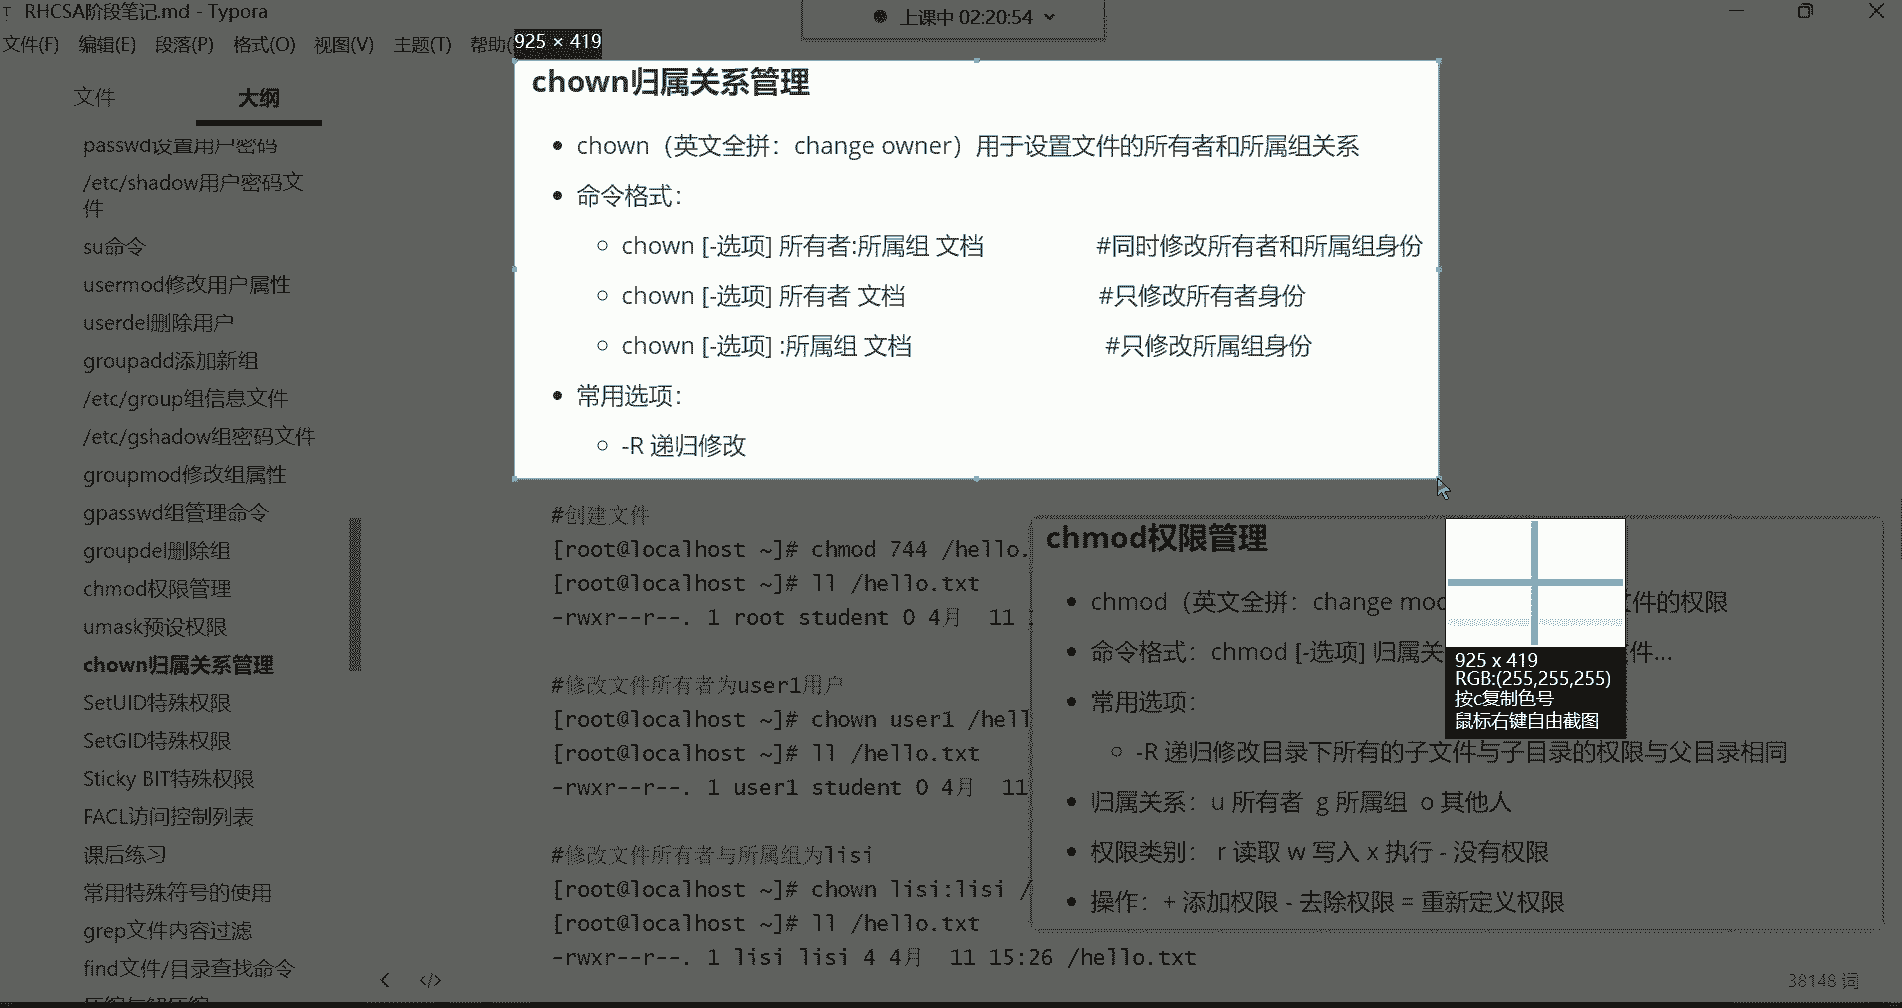 RHCSA阶段笔记.md - Typora
上课中 02:20:54
文件(F) 编辑(E) 段落(P) 格式(O) 视图(V) 主题(T) 帮助(
925 × 419
文件 大纲
passwd设置用户密码
/etc/shadow用户密码文
件
su命令
usermod修改用户属性
userdel删除用户
groupadd添加新组
/etc/group组信息文件
/etc/gshadow组密码文件
groupmod修改组属性
gpasswd组管理命令
groupdel删除组
chmod权限管理
umask预设权限
chown归属关系管理
SetUID特殊权限
SetGID特殊权限
Sticky BIT特殊权限
FACL访问控制列表
课后练习
常用特殊符号的使用
grep文件内容过滤
find文件/目录查找命令
chown归属关系管理
chown（英文全拼：change owner）用于设置文件的所有者和所属组关系
命令格式：
chown [-选项] 所有者:所属组 文档 #同时修改所有者和所属组身份
chown [-选项] 所有者 文档 #只修改所有者身份
chown [-选项] :所属组 文档 #只修改所属组身份
常用选项：
-R 递归修改
#创建文件
[root@localhost ~]# chmod 744 /hello.
[root@localhost ~]# ll /hello.txt
-rwxr--r--. 1 root student 0 4月 11
#修改文件所有者为user1用户
[root@localhost ~]# chown user1 /hell
[root@localhost ~]# ll /hello.txt
-rwxr--r--. 1 user1 student 0 4月 11
#修改文件所有者与所属组为lisi
[root@localhost ~]# chown lisi:lisi /
[root@localhost ~]# ll /hello.txt
-rwxr--r--. 1 lisi lisi 4 4月 11 15:26 /hello.txt
chmod权限管理
chmod（英文全拼：change mod 文件的权限
命令格式：chmod [-选项] 归属关 件...
常用选项：
-R 递归修改目录下所有的子文件与子目录的权限与父目录相同
归属关系：u 所有者 g 所属组 o 其他人
权限类别： r 读取 w 写入 x 执行 - 没有权限
操作：+ 添加权限 - 去除权限 = 重新定义权限
925 x 419
RGB:(255,255,255)
按c复制色号
鼠标右键自由截图
38148 词